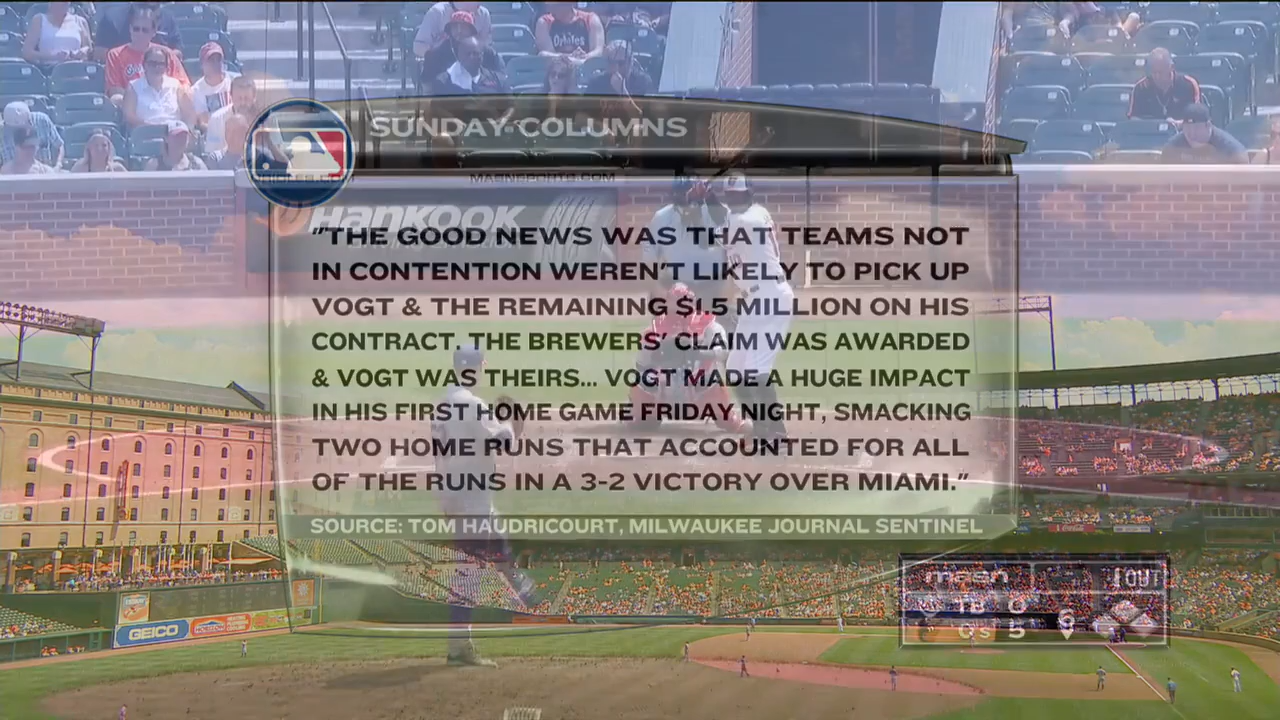 Orioles
SUNDAY COLUMNS
MASNSPORTS.COM
HANKOOK
"THE GOOD NEWS WAS THAT TEAMS NOT
IN CONTENTION WEREN'T LIKELY TO PICK UP
VOGT & THE REMAINING $1.5 MILLION ON HIS
CONTRACT. THE BREWERS' CLAIM WAS AWARDED
& VOGT WAS THEIRS... VOGT MADE A HUGE IMPACT
IN HIS FIRST HOME GAME FRIDAY NIGHT, SMACKING
TWO HOME RUNS THAT ACCOUNTED FOR ALL
OF THE RUNS IN A 3-2 VICTORY OVER MIAMI."
SOURCE: TOM HAUDRICOURT, MILWAUKEE JOURNAL SENTINEL
masn 1 OUT
TB 0
O's 5 6
GEICO